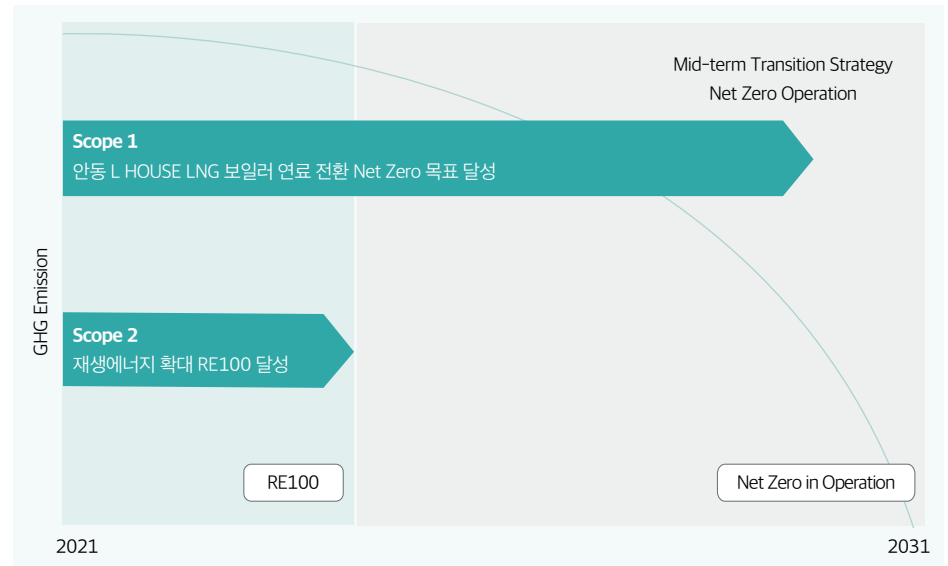 Mid-term Transition Strategy
Net Zero Operation
Scope 1
안동 L HOUSE LNG 보일러 연료 전환 Net Zero 목표 달성
GHG Emission
Scope 2
재생에너지 확대 RE100 달성
RE100
Net Zero in Operation
2021
2031